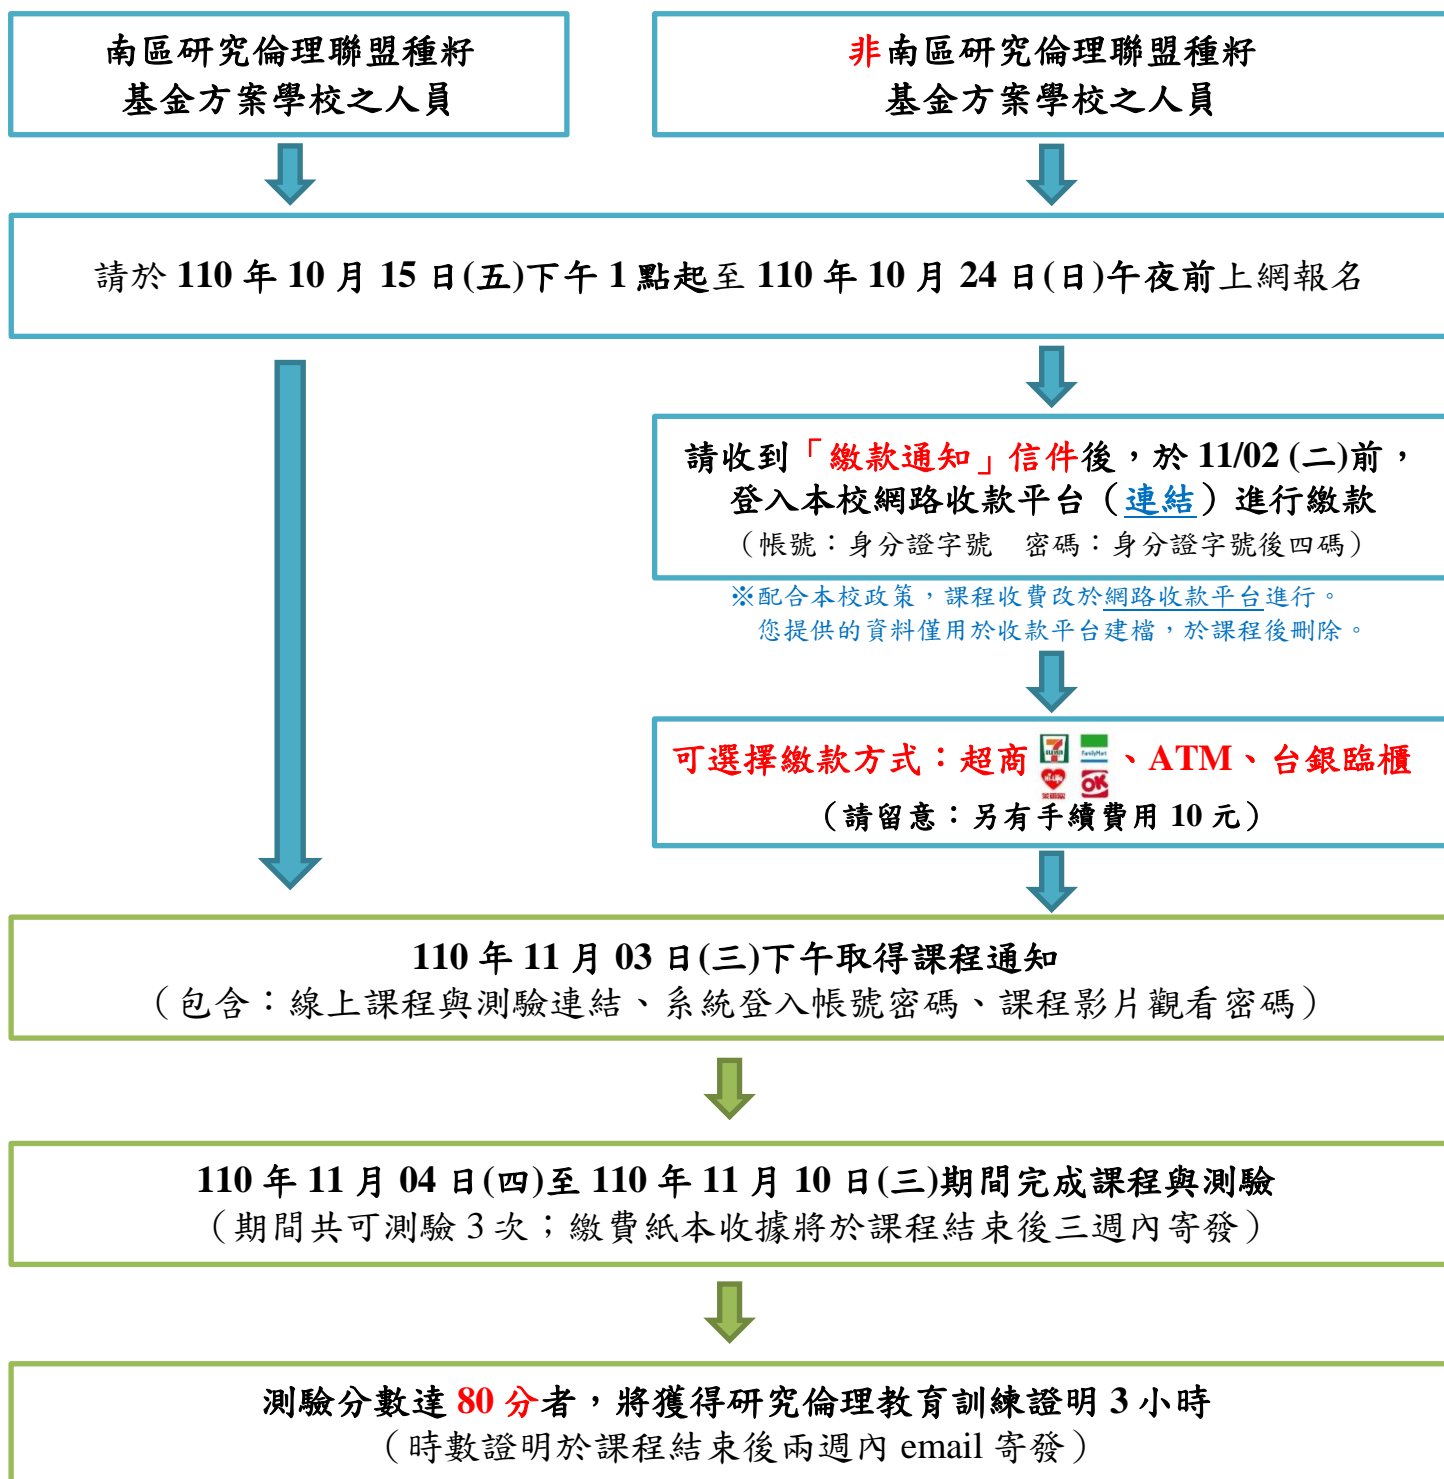 南區研究倫理聯盟種籽
基金方案學校之人員
非南區研究倫理聯盟種籽
基金方案學校之人員
請於 110 年 10 月 15 日(五)下午 1 點起至 110 年 10 月 24 日(日)午夜前上網報名
請收到「繳款通知」信件後，於 11/02 (二)前，
登入本校網路收款平台（連結）進行繳款
（帳號：身分證字號　密碼：身分證字號後四碼）
※配合本校政策，課程收費改於網路收款平台進行。
您提供的資料僅用於收款平台建檔，於課程後刪除。
可選擇繳款方式：超商 7 ELEVEN FamilyMart OK 、ATM、台銀臨櫃
（請留意：另有手續費用 10 元）
110 年 11 月 03 日(三)下午取得課程通知
（包含：線上課程與測驗連結、系統登入帳號密碼、課程影片觀看密碼）
110 年 11 月 04 日(四)至 110 年 11 月 10 日(三)期間完成課程與測驗
（期間共可測驗 3 次；繳費紙本收據將於課程結束後三週內寄發）
測驗分數達 80 分者，將獲得研究倫理教育訓練證明 3 小時
（時數證明於課程結束後兩週內 email 寄發）